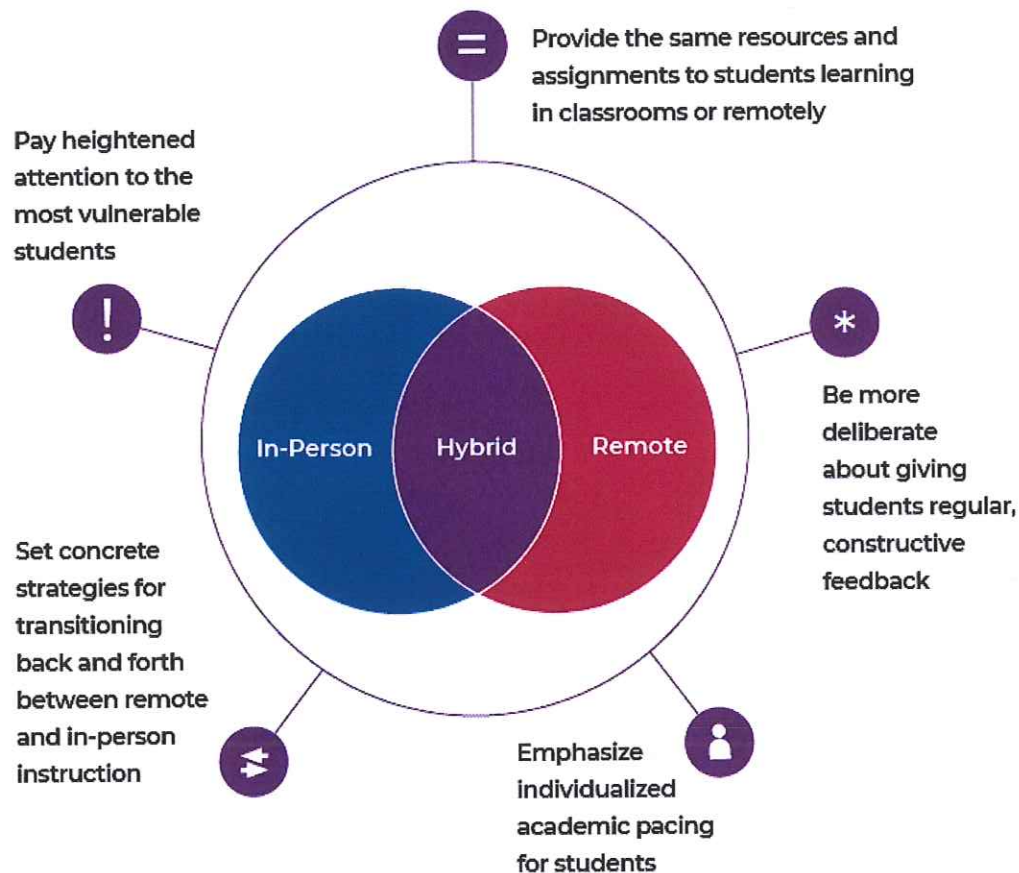 =
Provide the same resources and
assignments to students learning
in classrooms or remotely
Pay heightened
attention to the
most vulnerable
students
!
*
Be more
deliberate
about giving
students regular,
constructive
feedback
In-Person
Hybrid
Remote
Set concrete
strategies for
transitioning
back and forth
between remote
and in-person
instruction
Emphasize
individualized
academic pacing
for students